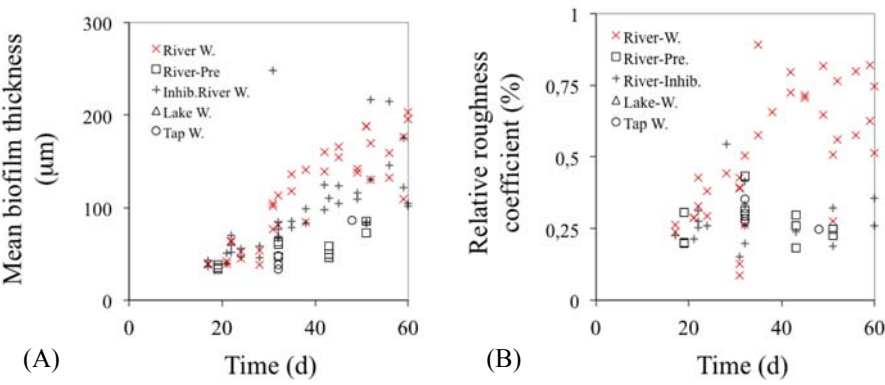 300
200
100
0
0
20
40
60
Mean biofilm thickness
(μm)
River W.
River-Pre
Inhib.River W.
Lake W.
Tap W.
Time (d)
(A)
1
0,75
0,5
0,25
0
0
20
40
60
Relative roughness
coefficient (%)
River-W.
River-Pre.
River-Inhib.
Lake-W.
Tap W.
Time (d)
(B)